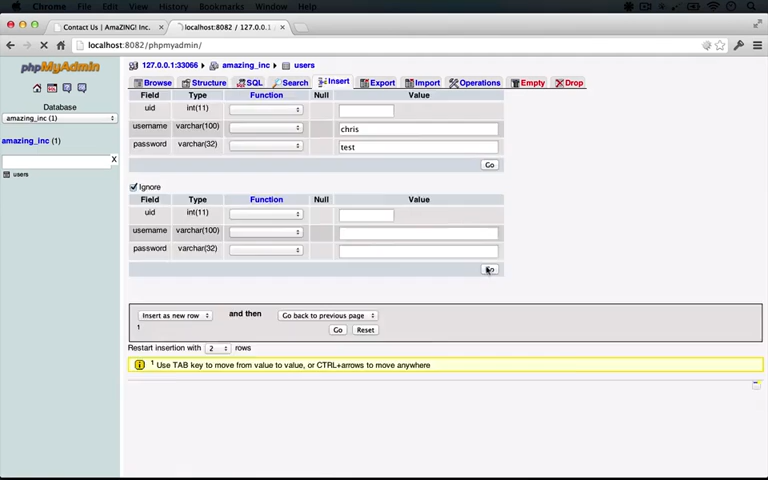 Chrome File Edit View History Bookmarks Window Help
Contact Us | AmaZING! Inc. × localhost:8082 / 127.0.0.1 ×
localhost:8082/phpmyadmin/
phpMyAdmin
Database
amazing_inc (1)
amazing_inc (1)
X
users
127.0.0.1:33066 amazing_inc users
Browse Structure SQL Search Insert Export Import Operations Empty Drop
Field Type Function Null Value
uid int(11)
username varchar(100) chris
password varchar(32) test
Go
Ignore
Field Type Function Null Value
uid int(11)
username varchar(100)
password varchar(32)
Go
Insert as new row and then Go back to previous page
1
Go Reset
Restart insertion with 2 rows
1 Use TAB key to move from value to value, or CTRL+arrows to move anywhere